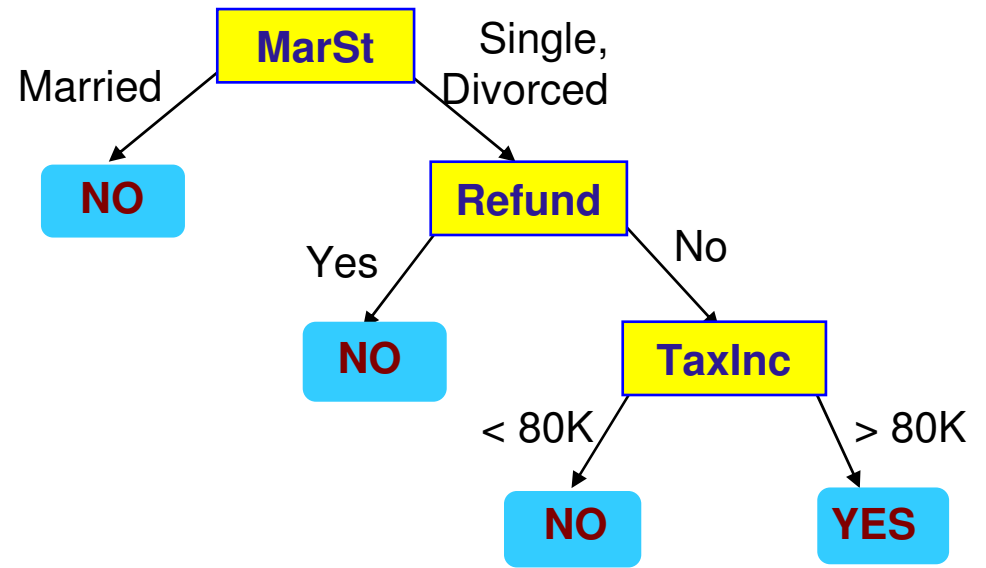 MarSt
Single,
Divorced
Married
NO
Refund
Yes
No
NO
TaxInc
< 80K
> 80K
NO
YES